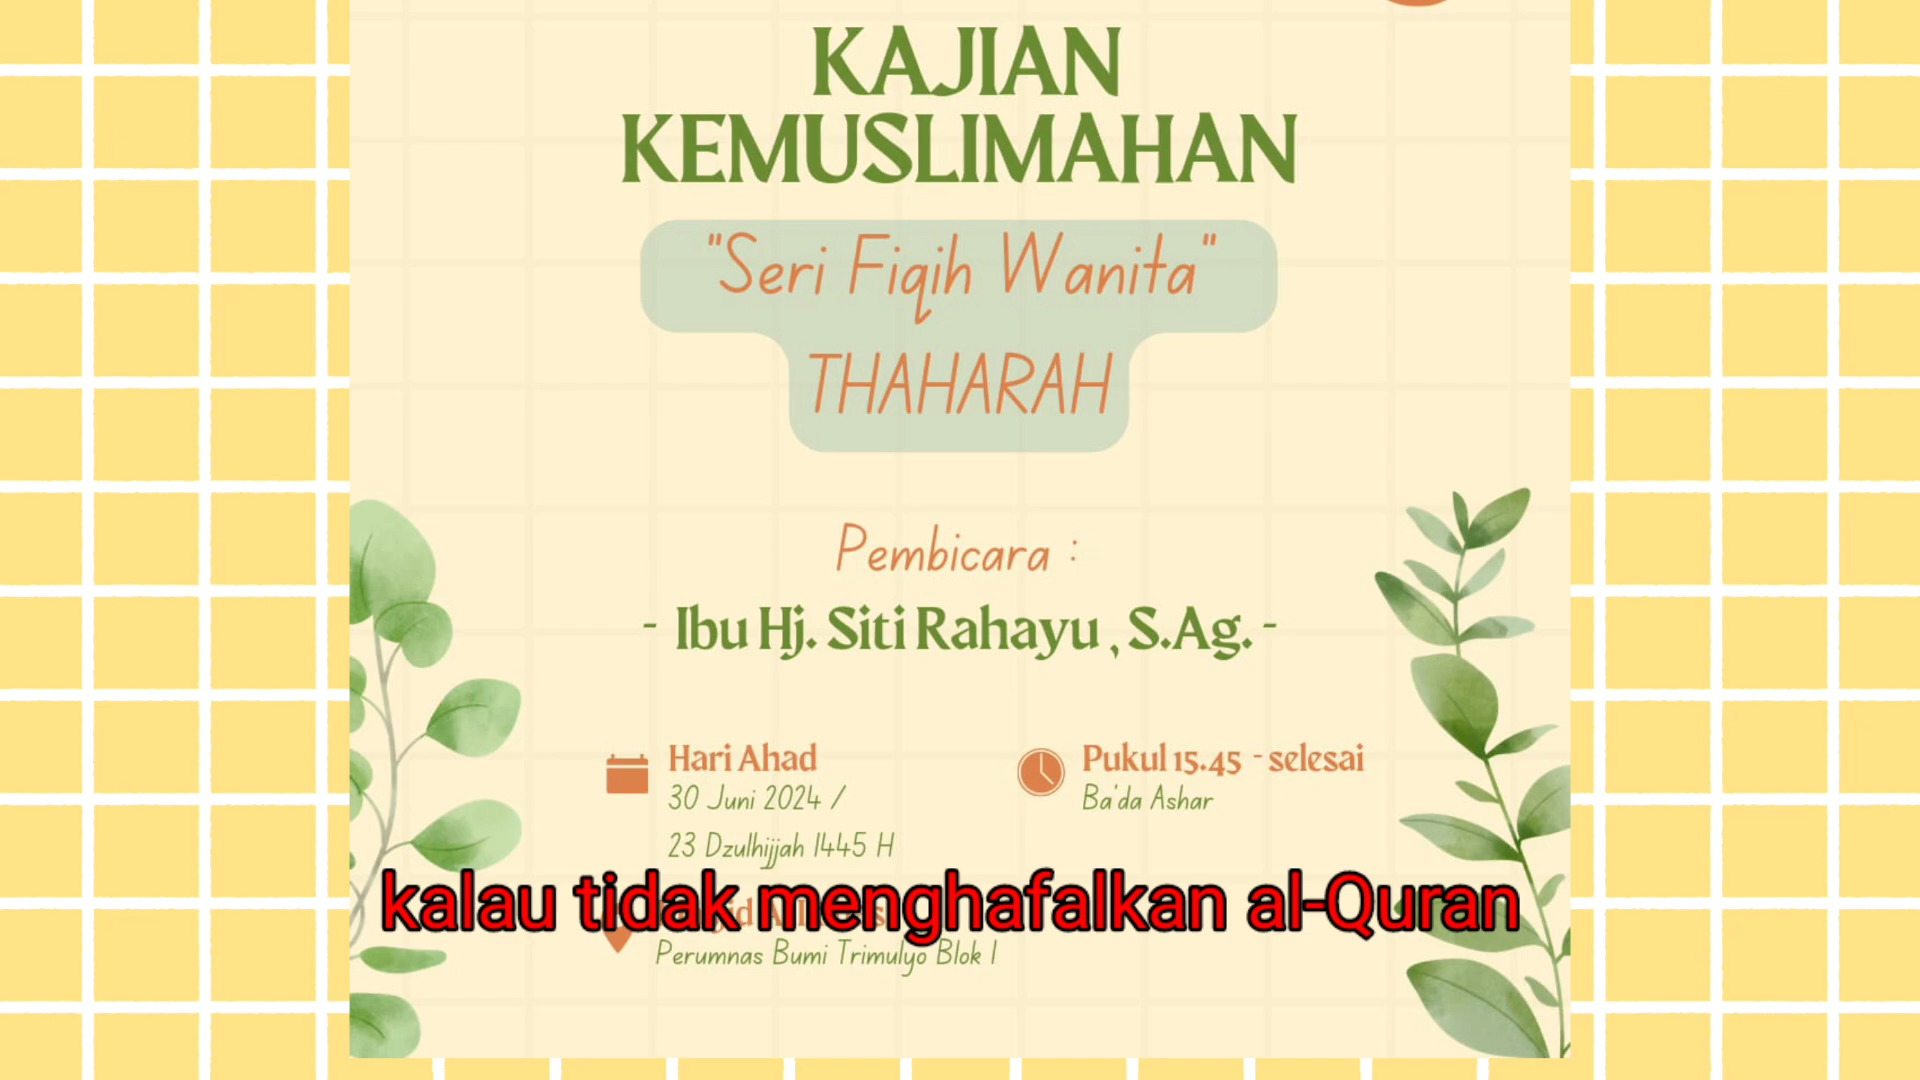 KAJIAN
KEMUSLIMAHAN
"Seri Fiqih Wanita"
THAHARAH
Pembicara :
- Ibu Hj. Siti Rahayu , S.Ag. -
Hari Ahad
30 Juni 2024 /
23 Dzulhijjah 1445 H
Pukul 15.45 - selesai
Ba'da Ashar
kalau tidak menghafalkan al-Quran
Perumnas Bumi Trimulyo Blok I